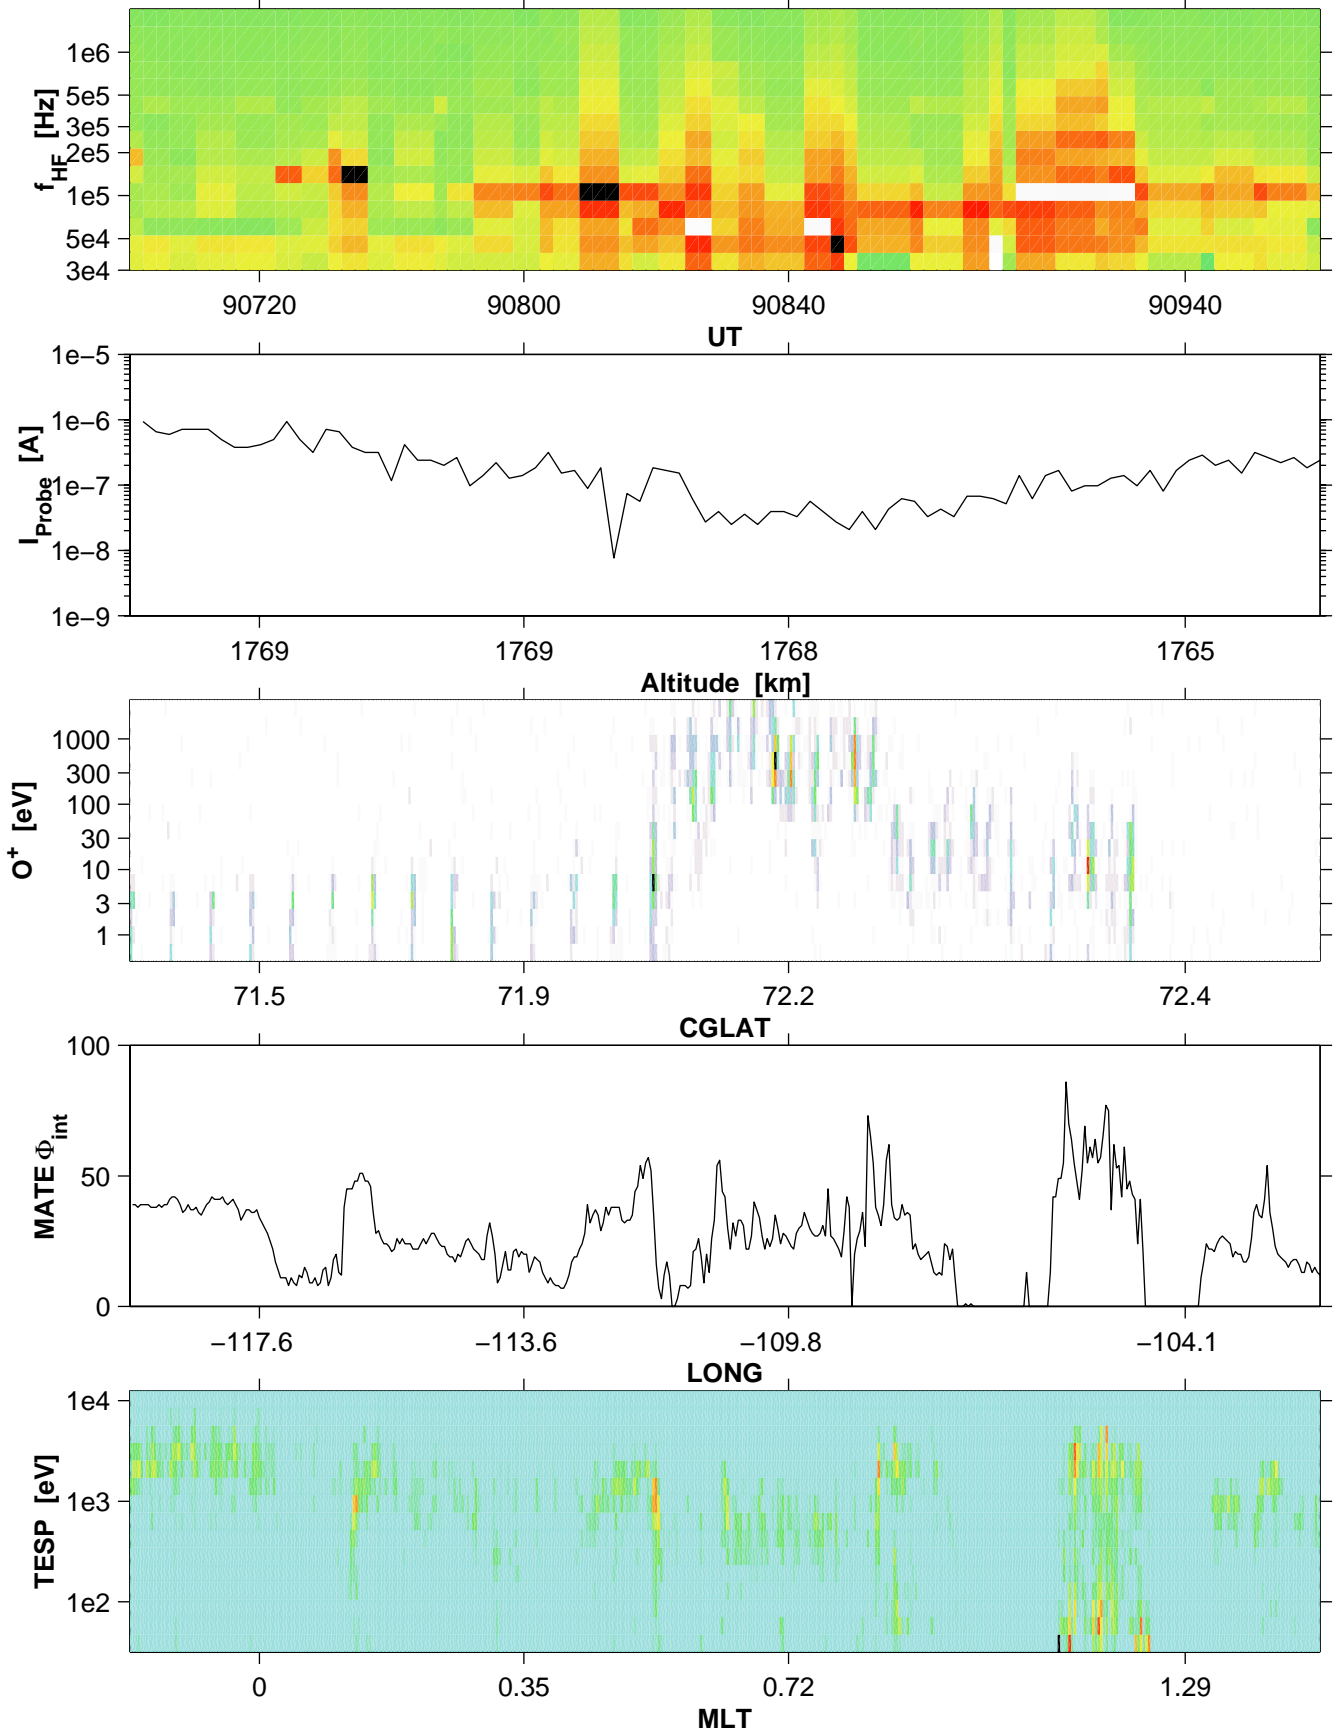 f_HF [Hz]
1e6
5e5
3e5
2e5
1e5
5e4
3e4
90720 90800 90840 90940
UT
I_Probe [A]
1e−5
1e−6
1e−7
1e−8
1e−9
1769 1769 1768 1765
Altitude [km]
O⁺ [eV]
1000
300
100
30
10
3
1
71.5 71.9 72.2 72.4
CGLAT
MATE Φ_int
100
50
0
−117.6 −113.6 −109.8 −104.1
LONG
TESP [eV]
1e4
1e3
1e2
0 0.35 0.72 1.29
MLT